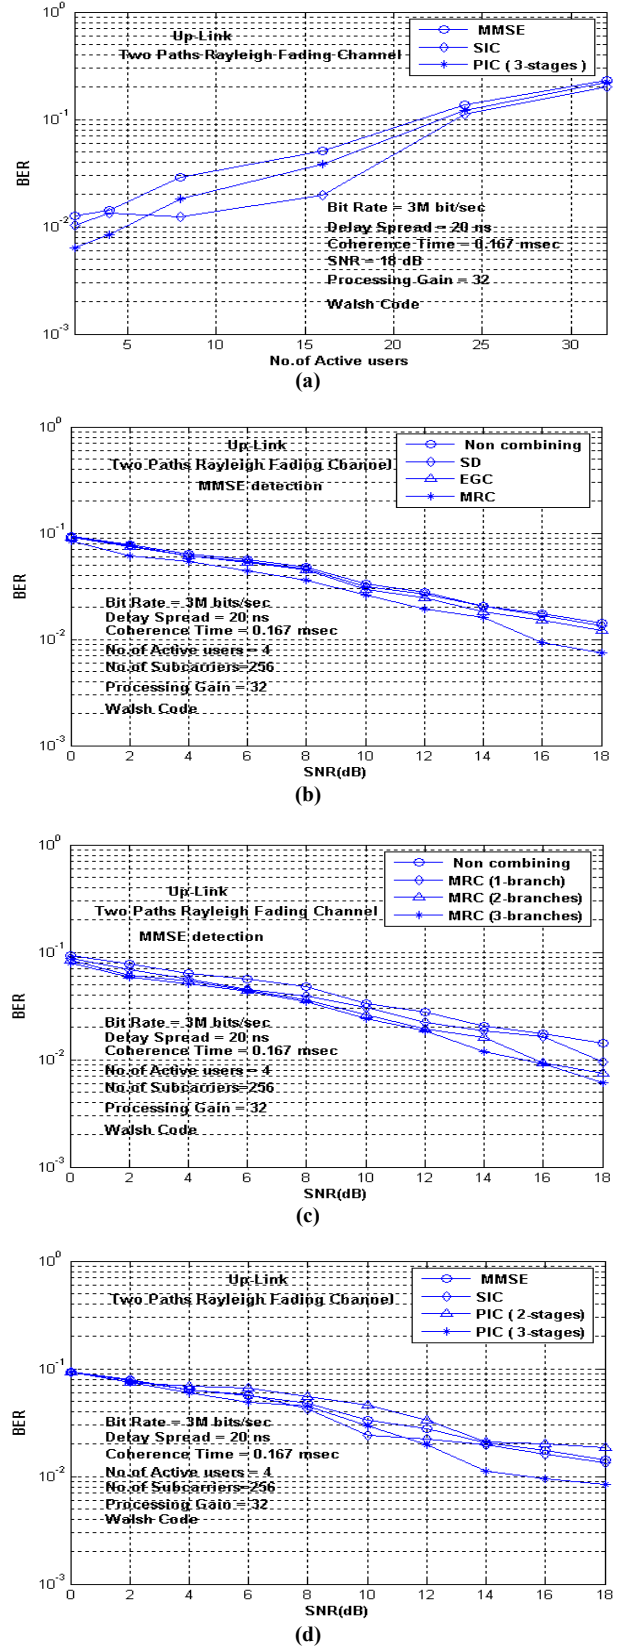 10^0
Up-Link
Two Paths Rayleigh Fading Channel
MMSE
SIC
PIC ( 3-stages )
10^-1
BER
10^-2
Bit Rate = 3M bit/sec
Delay Spread = 20 ns
Coherence Time = 0.167 msec
SNR = 18 dB
Processing Gain = 32
Walsh Code
10^-3
5 10 15 20 25 30
No.of Active users
(a)
10^0
Up-Link
Two Paths Rayleigh Fading Channel
MMSE detection
Non combining
SD
EGC
MRC
10^-1
BER
Bit Rate = 3M bits/sec
Delay Spread = 20 ns
Coherence Time = 0.167 msec
No.of Active users = 4
No.of Subcarriers=256
10^-2
Processing Gain = 32
Walsh Code
10^-3
0 2 4 6 8 10 12 14 16 18
SNR(dB)
(b)
10^0
Up-Link
Two Paths Rayleigh Fading Channel
MMSE detection
Non combining
MRC (1-branch)
MRC (2-branches)
MRC (3-branches)
10^-1
BER
Bit Rate = 3M bits/sec
Delay Spread = 20 ns
Coherence Time = 0.167 msec
10^-2
No.of Active users = 4
No.of Subcarriers=256
Processing Gain = 32
Walsh Code
10^-3
0 2 4 6 8 10 12 14 16 18
SNR(dB)
(c)
10^0
Up-Link
Two Paths Rayleigh Fading Channel
MMSE
SIC
PIC ( 2-stages)
PIC ( 3-stages)
10^-1
BER
Bit Rate = 3M bits/sec
Delay Spread = 20 ns
Coherence Time = 0.167 msec
10^-2
No.of Active users = 4
No.of Subcarriers=256
Processing Gain = 32
Walsh Code
10^-3
0 2 4 6 8 10 12 14 16 18
SNR(dB)
(d)